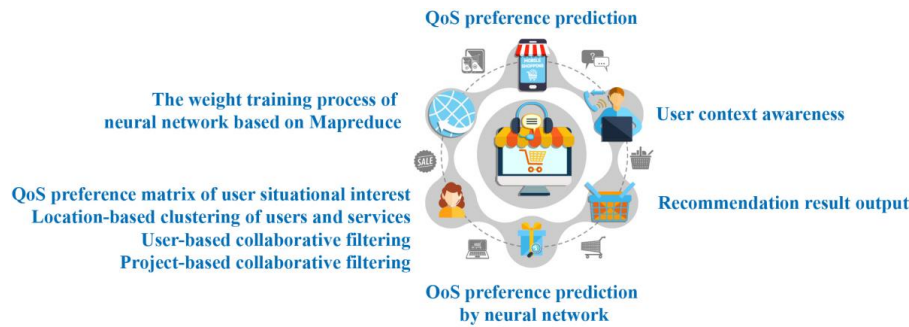 QoS preference prediction
MOBILE
SHOPPING
The weight training process of
neural network based on Mapreduce
User context awareness
SALE
QoS preference matrix of user situational interest
Location-based clustering of users and services
User-based collaborative filtering
Project-based collaborative filtering
Recommendation result output
OoS preference prediction
by neural network